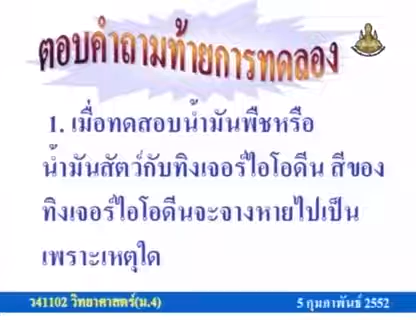 ตอบคำถามท้ายการทดลอง
1. เมื่อทดสอบน้ำมันพืชหรือ
น้ำมันสัตว์กับทิงเจอร์ไอโอดีน สีของ
ทิงเจอร์ไอโอดีนจะจางหายไปเป็น
เพราะเหตุใด
ว41102 วิทยาศาสตร์(ม.4) 5 กุมภาพันธ์ 2552